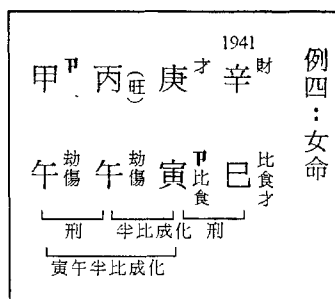 例四：女命
1941
辛財
巳比食才
庚才
寅卩比食
丙(旺)
午劫傷
甲卩
午劫傷
刑
半比成化
刑
寅午半比成化